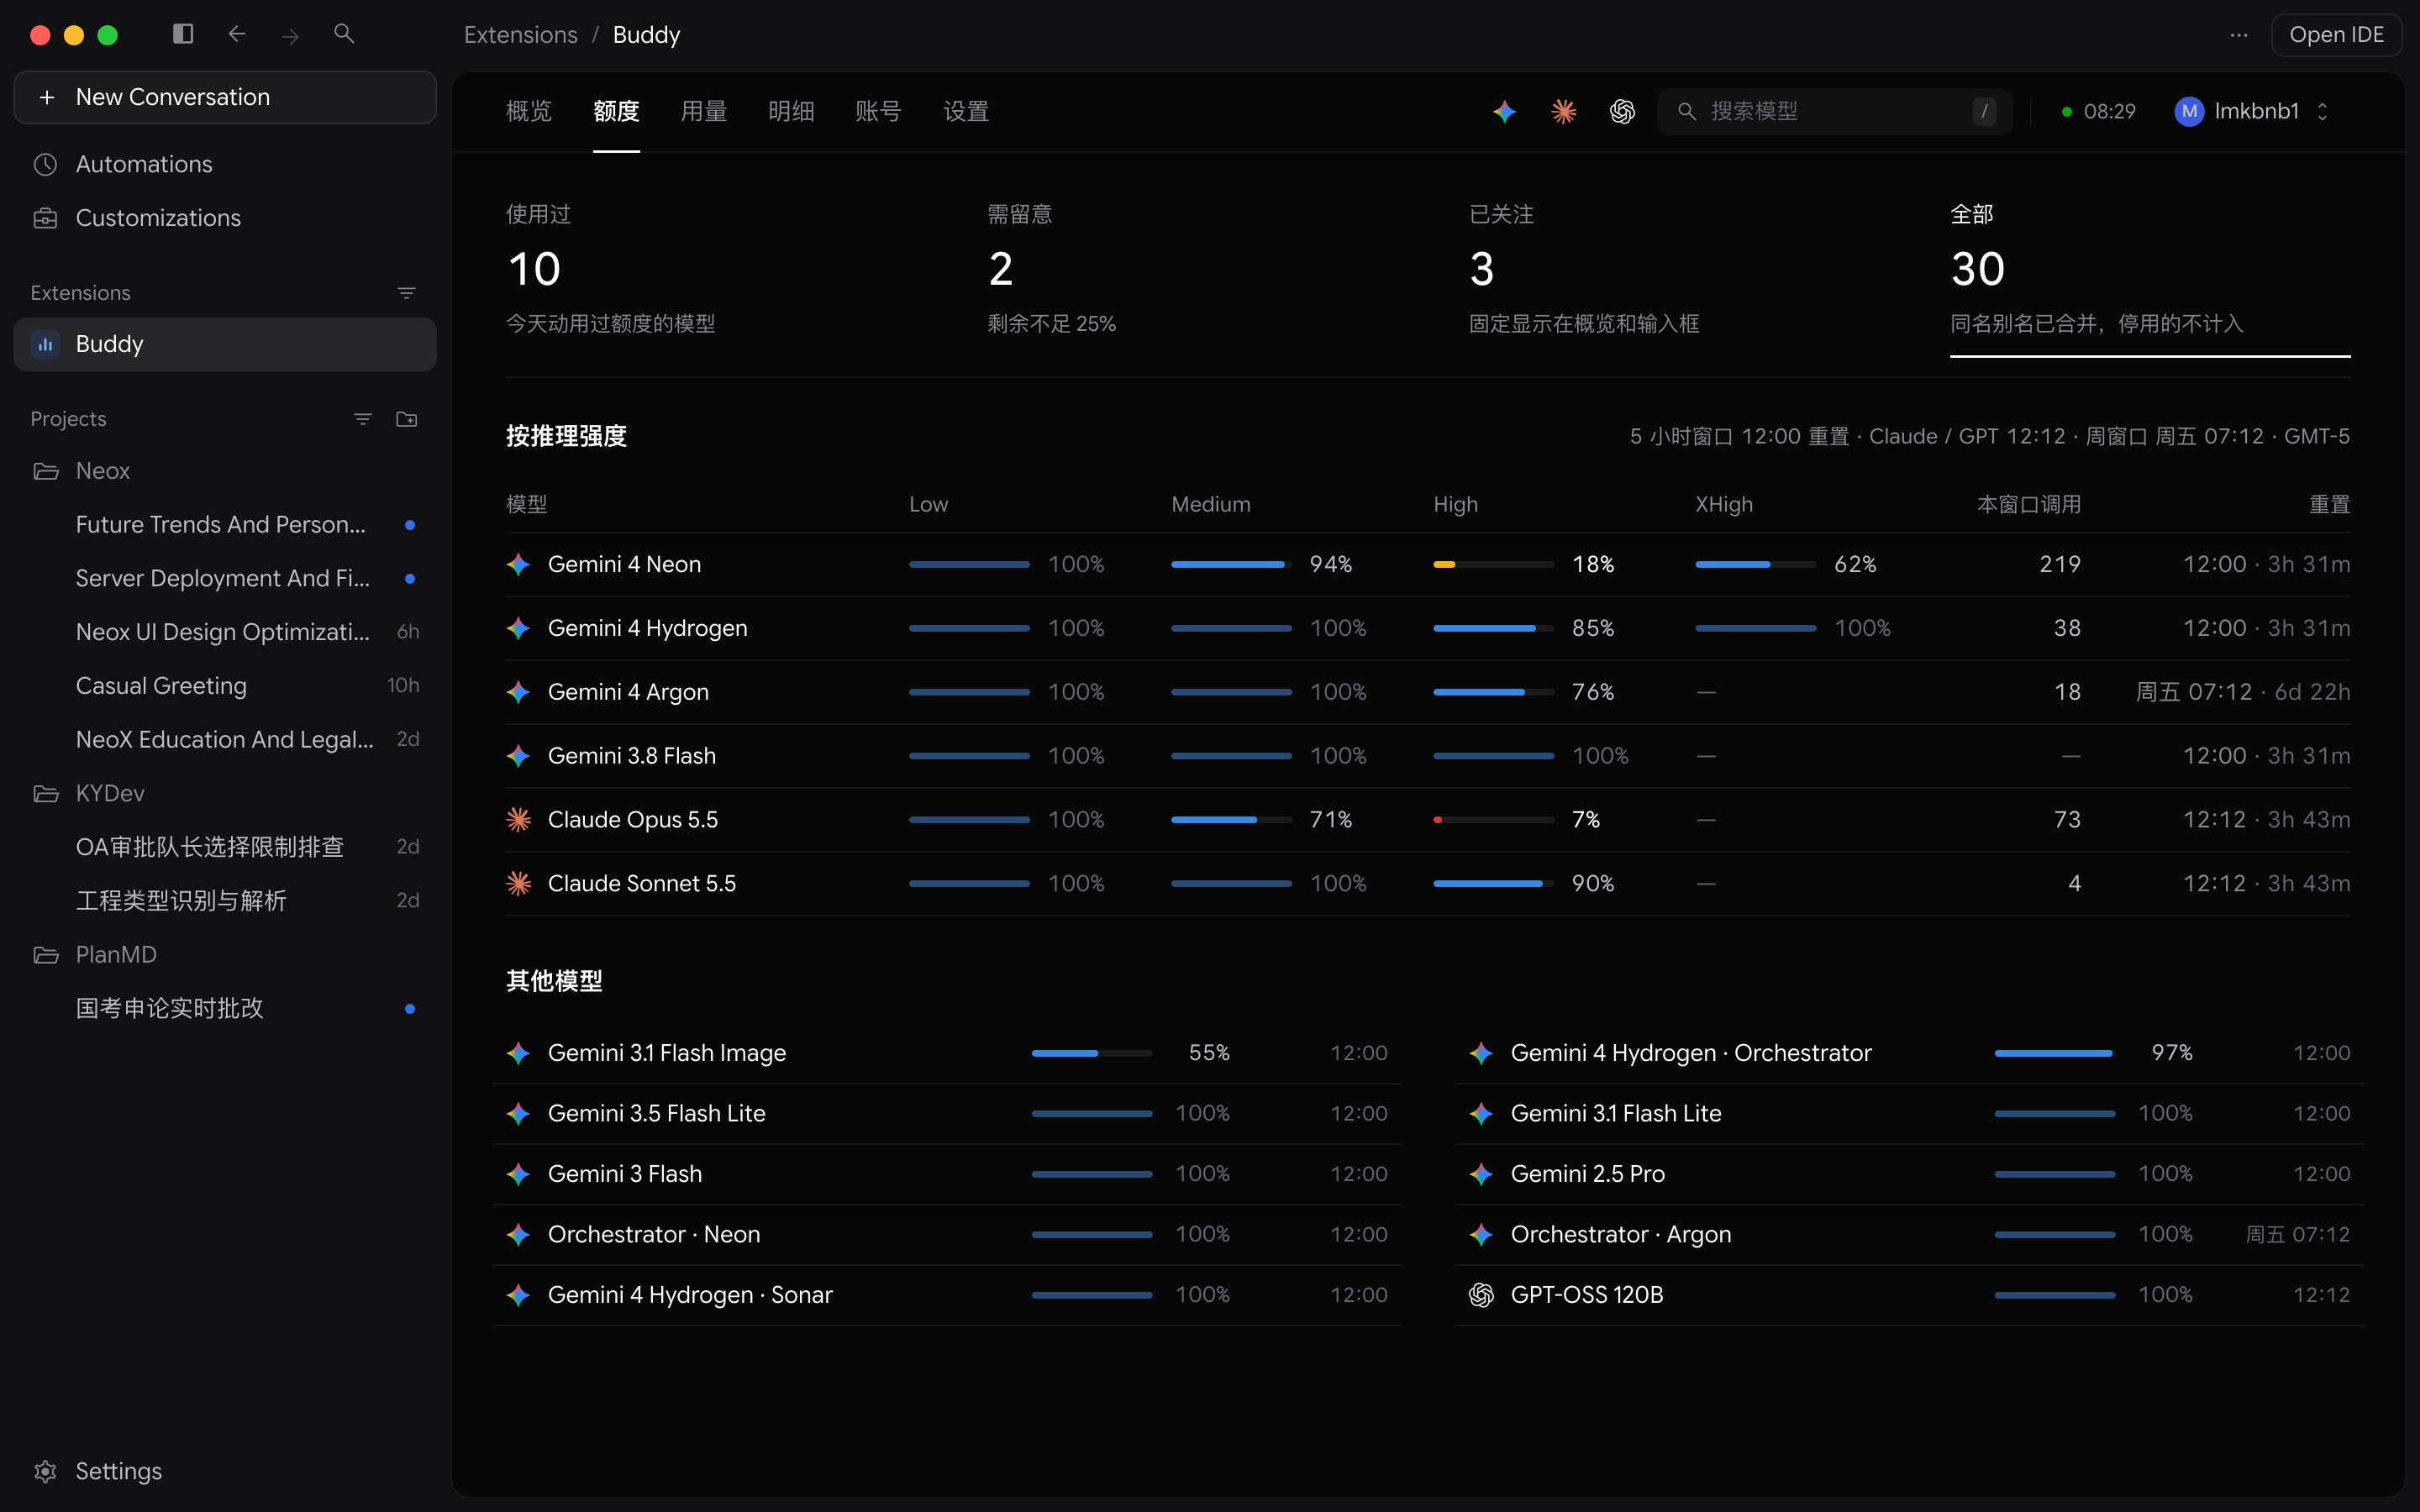 Extensions / Buddy
Open IDE
New Conversation
Automations
Customizations
Extensions
Buddy
Projects
Neox
Future Trends And Person...
Server Deployment And Fi...
Neox UI Design Optimizati... 6h
Casual Greeting 10h
NeoX Education And Legal... 2d
KYDev
OA审批队长选择限制排查 2d
工程类型识别与解析 2d
PlanMD
国考申论实时批改
Settings
概览 额度 用量 明细 账号 设置
搜索模型 /
08:29
M lmkbnb1
使用过
10
今天动用过额度的模型
需留意
2
剩余不足 25%
已关注
3
固定显示在概览和输入框
全部
30
同名别名已合并，停用的不计入
按推理强度
5 小时窗口 12:00 重置 · Claude / GPT 12:12 · 周窗口 周五 07:12 · GMT-5
模型 Low Medium High XHigh 本窗口调用 重置
Gemini 4 Neon 100% 94% 18% 62% 219 12:00 · 3h 31m
Gemini 4 Hydrogen 100% 100% 85% 100% 38 12:00 · 3h 31m
Gemini 4 Argon 100% 100% 76% — 18 周五 07:12 · 6d 22h
Gemini 3.8 Flash 100% 100% 100% — — 12:00 · 3h 31m
Claude Opus 5.5 100% 71% 7% — 73 12:12 · 3h 43m
Claude Sonnet 5.5 100% 100% 90% — 4 12:12 · 3h 43m
其他模型
Gemini 3.1 Flash Image 55% 12:00
Gemini 4 Hydrogen · Orchestrator 97% 12:00
Gemini 3.5 Flash Lite 100% 12:00
Gemini 3.1 Flash Lite 100% 12:00
Gemini 3 Flash 100% 12:00
Gemini 2.5 Pro 100% 12:00
Orchestrator · Neon 100% 12:00
Orchestrator · Argon 100% 周五 07:12
Gemini 4 Hydrogen · Sonar 100% 12:00
GPT-OSS 120B 100% 12:12